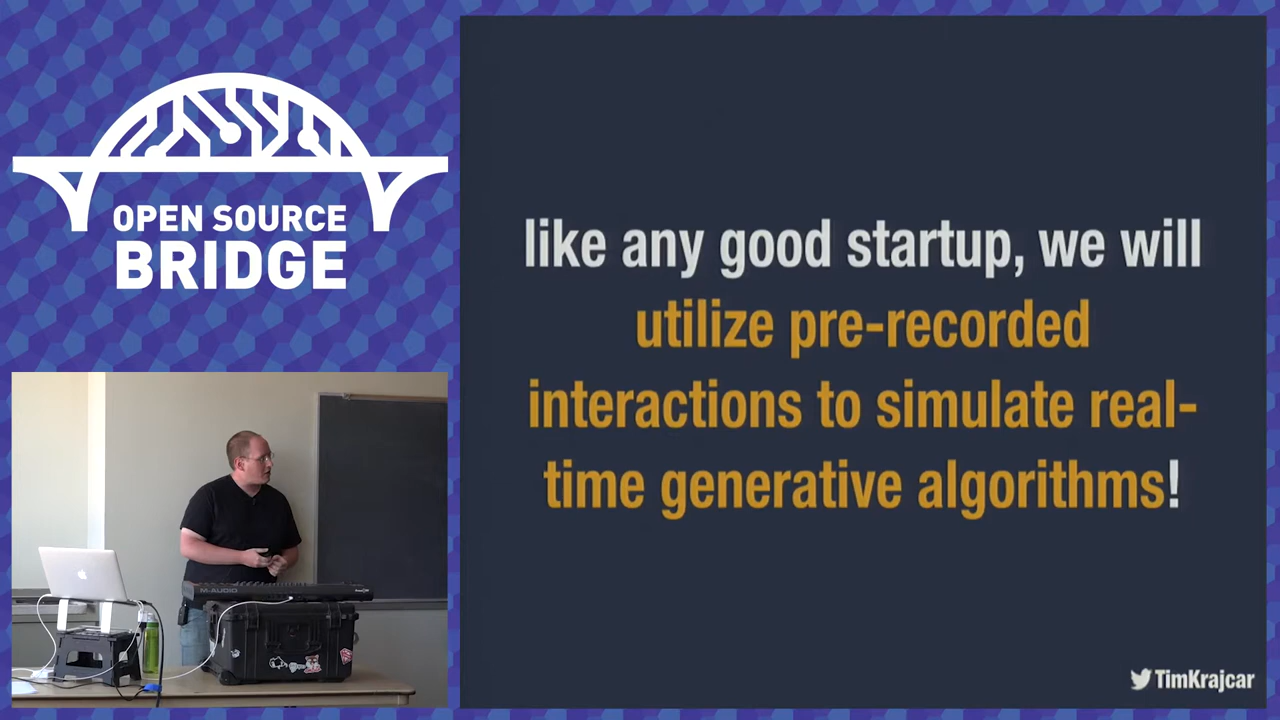 OPEN SOURCE
BRIDGE
like any good startup, we will
utilize pre-recorded
interactions to simulate real-
time generative algorithms!
M-AUDIO
TimKrajcar